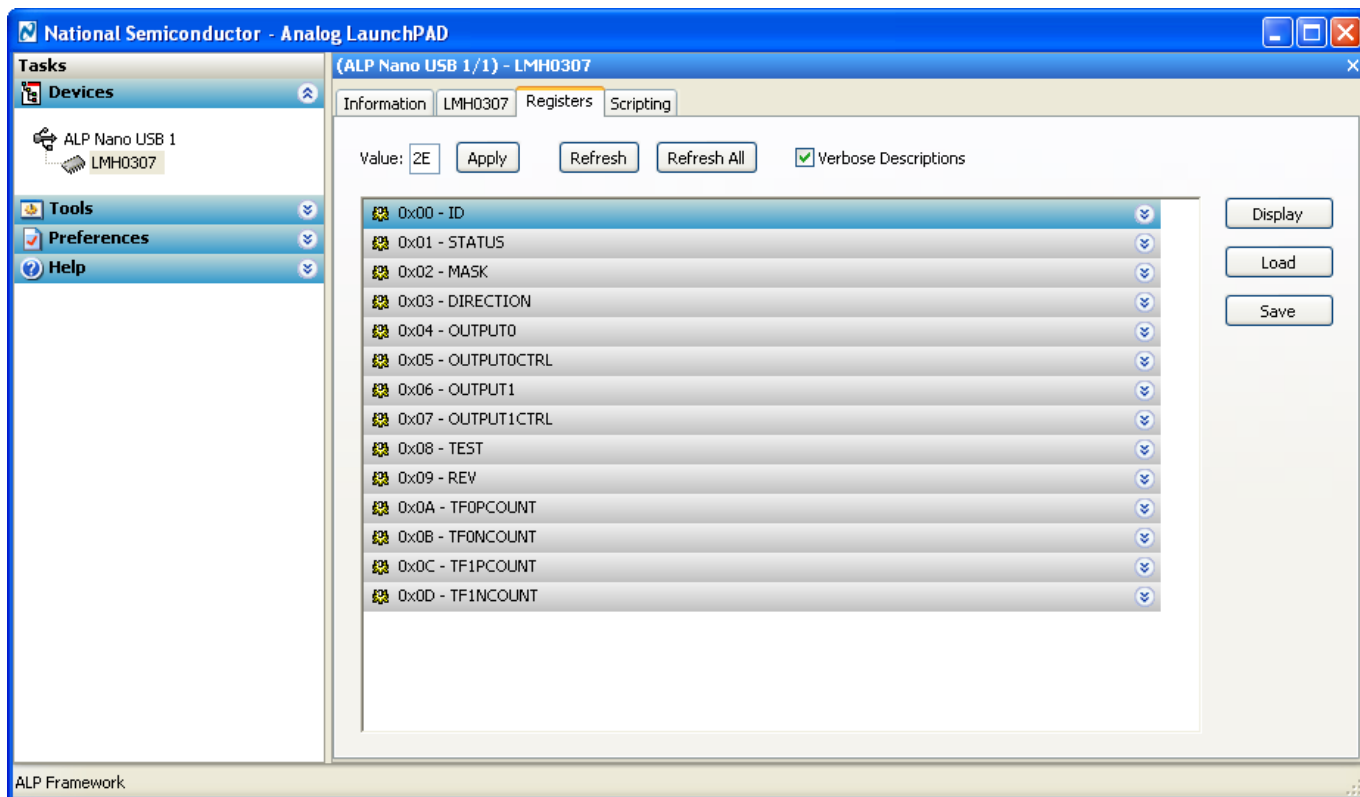 National Semiconductor - Analog LaunchPAD
Tasks
Devices
ALP Nano USB 1
LMH0307
Tools
Preferences
Help
(ALP Nano USB 1/1) - LMH0307
Information LMH0307 Registers Scripting
Value: 2E Apply Refresh Refresh All Verbose Descriptions
0x00 - ID
0x01 - STATUS
0x02 - MASK
0x03 - DIRECTION
0x04 - OUTPUT0
0x05 - OUTPUT0CTRL
0x06 - OUTPUT1
0x07 - OUTPUT1CTRL
0x08 - TEST
0x09 - REV
0x0A - TF0PCOUNT
0x0B - TF0NCOUNT
0x0C - TF1PCOUNT
0x0D - TF1NCOUNT
Display
Load
Save
ALP Framework